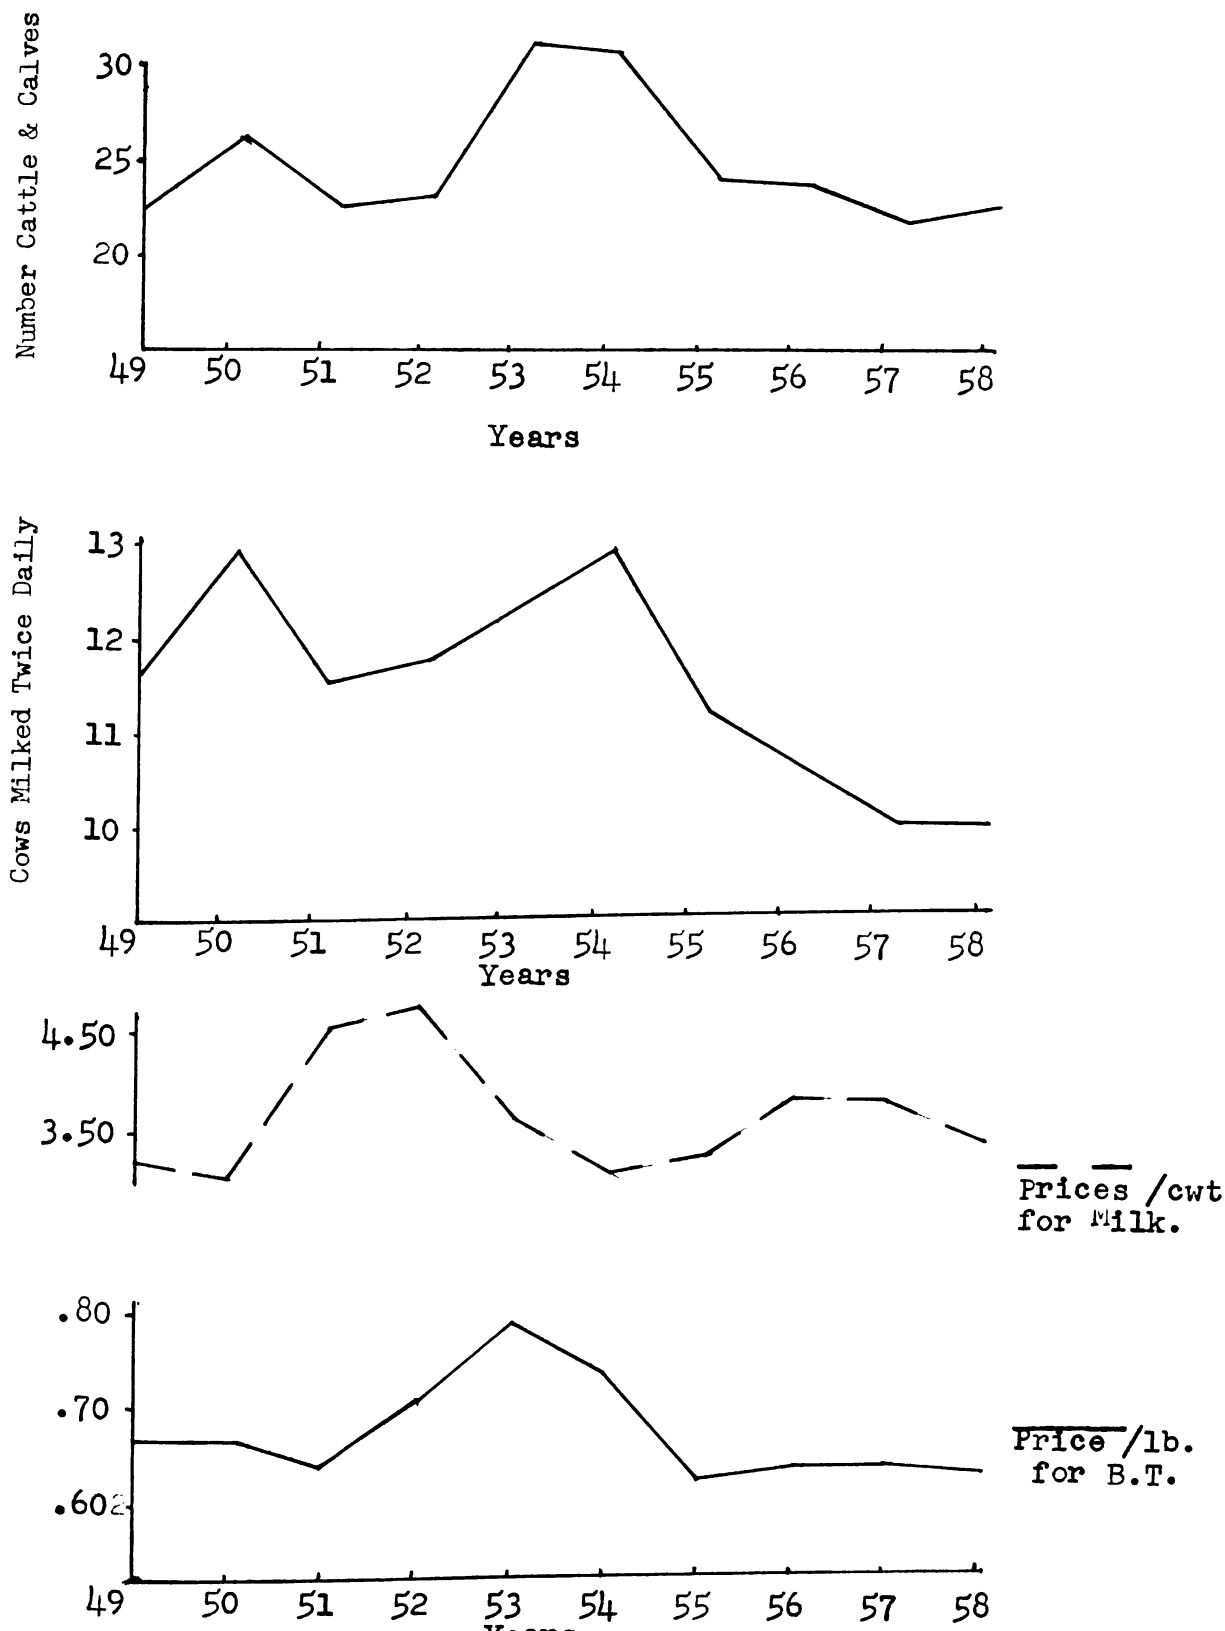 Number Cattle & Calves
30
25
20
49 50 51 52 53 54 55 56 57 58
Years
Cows Milked Twice Daily
13
12
11
10
49 50 51 52 53 54 55 56 57 58
Years
4.50
3.50
Prices /cwt
for Milk.
.80
.70
.602
Price /lb.
for B.T.
49 50 51 52 53 54 55 56 57 58
Years